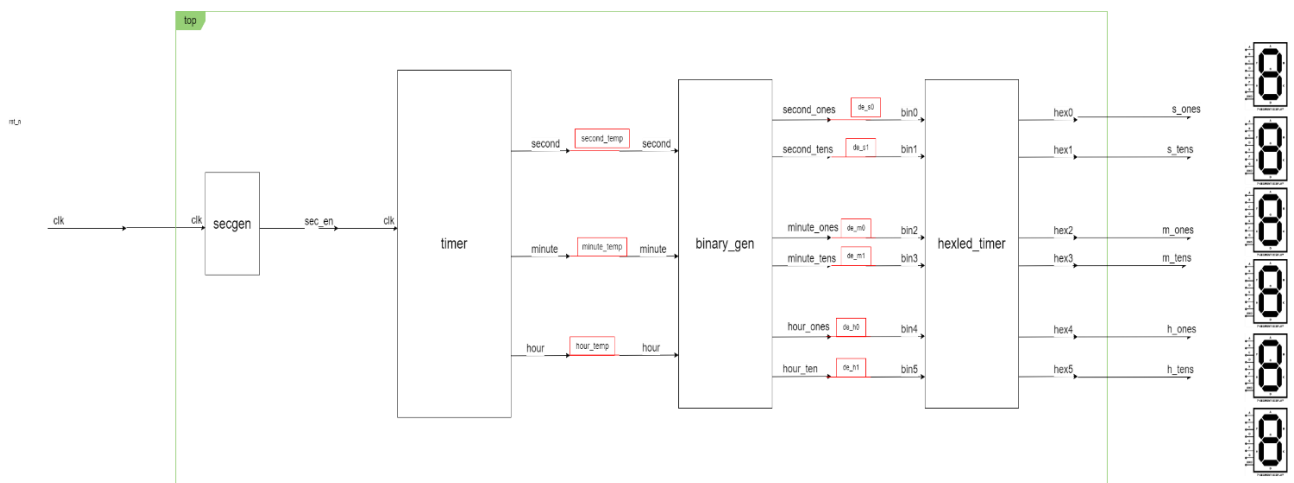 top
rst_n
clk
clk
secgen
sec_en
clk
timer
second
second_temp
second
minute
minute_temp
minute
hour
hour_temp
hour
binary_gen
second_ones
de_s0
bin0
second_tens
de_s1
bin1
minute_ones
de_m0
bin2
minute_tens
de_m1
bin3
hour_ones
de_h0
bin4
hour_ten
de_h1
bin5
hexled_timer
hex0
s_ones
hex1
s_tens
hex2
m_ones
hex3
m_tens
hex4
h_ones
hex5
h_tens